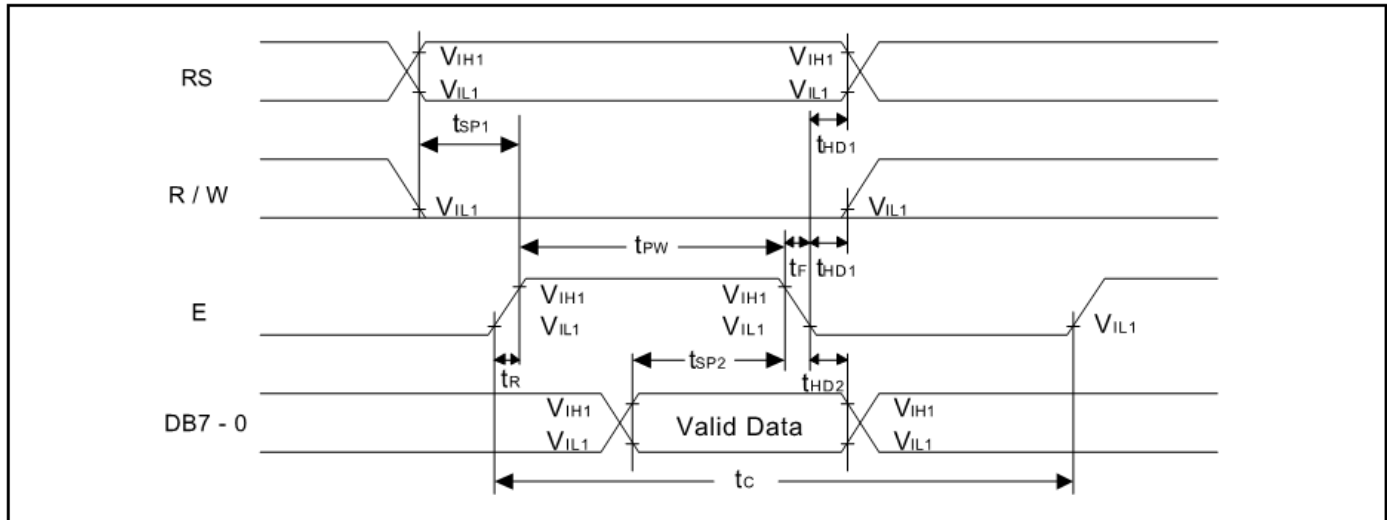 VIH1 VIH1
RS
VIL1 VIL1
tSP1 tHD1
R / W
VIL1 VIL1
tPW tF tHD1
VIH1 VIH1
E
VIL1 VIL1 VIL1
tSP2
tR tHD2
VIH1 VIH1
DB7 - 0 Valid Data
VIL1 VIL1
tC